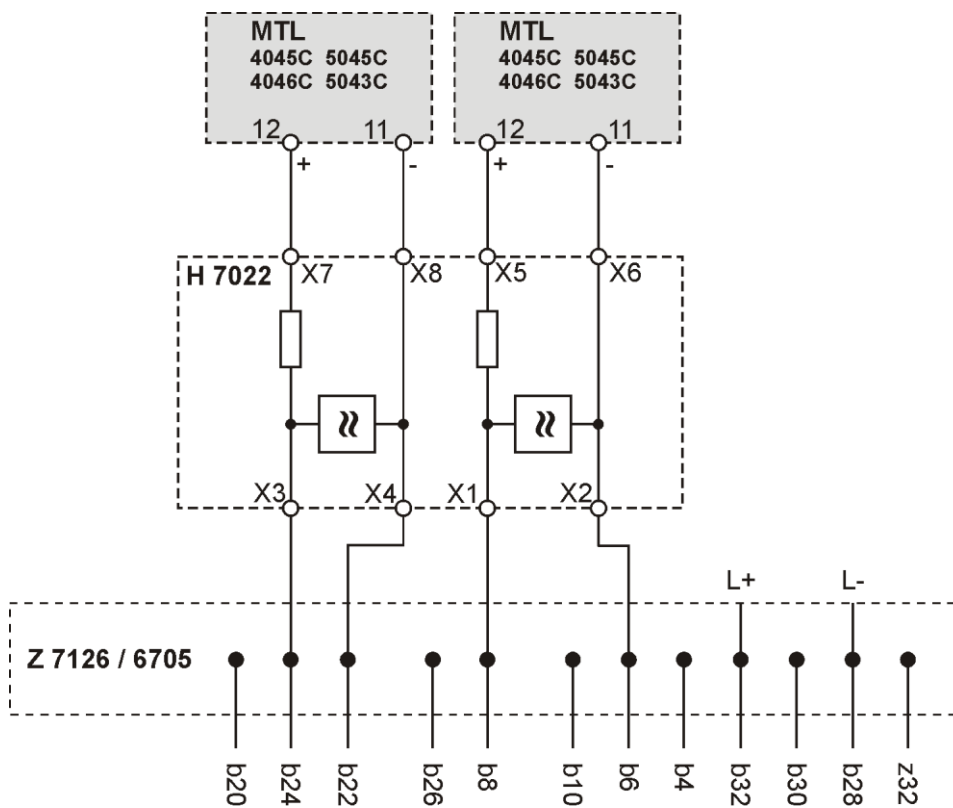 MTL MTL
4045C 5045C 4045C 5045C
4046C 5043C 4046C 5043C
12 11 12 11
+ - + -
H 7022 X7 X8 X5 X6
X3 X4 X1 X2
L+ L-
Z 7126 / 6705
b20 b24 b22 b26 b8 b10 b6 b4 b32 b30 b28 z32